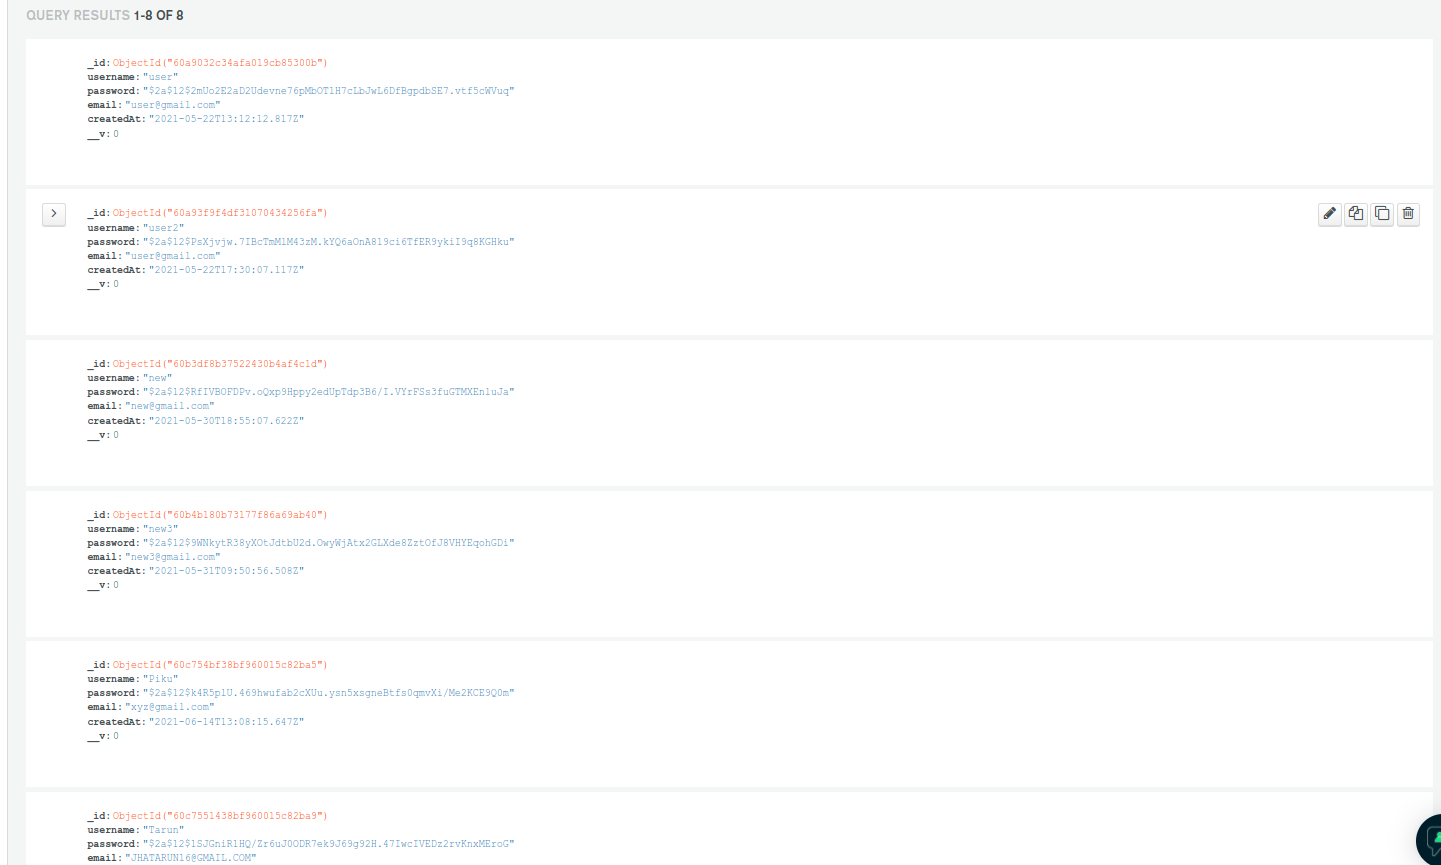 QUERY RESULTS 1-8 OF 8
_id: ObjectId("60a9032c34afa019cb85300b")
username: "user"
password: "$2a$12$2mUo2E2aD2Udevne76pMbOT1H7cLbJwL6DfBgpdbSE7.vtf5cWVuq"
email: "user@gmail.com"
createdAt: "2021-05-22T13:12:12.817Z"
__v: 0
_id: ObjectId("60a93f9f4df31070434256fa")
username: "user2"
password: "$2a$12$PsXjvjw.7IBcTmM1M43zM.kYQ6aOnA819ci6TfER9ykiI9q8KGHku"
email: "user@gmail.com"
createdAt: "2021-05-22T17:30:07.117Z"
__v: 0
_id: ObjectId("60b3df8b37522430b4af4c1d")
username: "new"
password: "$2a$12$RfIVBOFDPv.oQxp9Hppy2edUpTdp3B6/I.VYrFSs3fuGTMXEn1uJa"
email: "new@gmail.com"
createdAt: "2021-05-30T18:55:07.622Z"
__v: 0
_id: ObjectId("60b4b180b73177f86a69ab40")
username: "new3"
password: "$2a$12$9WNkytR38yXOtJdtbU2d.OwyWjAtx2GLXde8ZztOfJ8VHYEqohGDi"
email: "new3@gmail.com"
createdAt: "2021-05-31T09:50:56.508Z"
__v: 0
_id: ObjectId("60c754bf38bf960015c82ba5")
username: "Piku"
password: "$2a$12$k4R5p1U.469hwufab2cXUu.ysn5xsgneBtfs0qmvXi/Me2KCE9Q0m"
email: "xyz@gmail.com"
createdAt: "2021-06-14T13:08:15.647Z"
__v: 0
_id: ObjectId("60c7551438bf960015c82ba9")
username: "Tarun"
password: "$2a$12$1SJGniR1HQ/Zr6uJ0ODR7ek9J69g92H.47IwcIVEDz2rvKnxMEroG"
email: "JHATARUN16@GMAIL.COM"